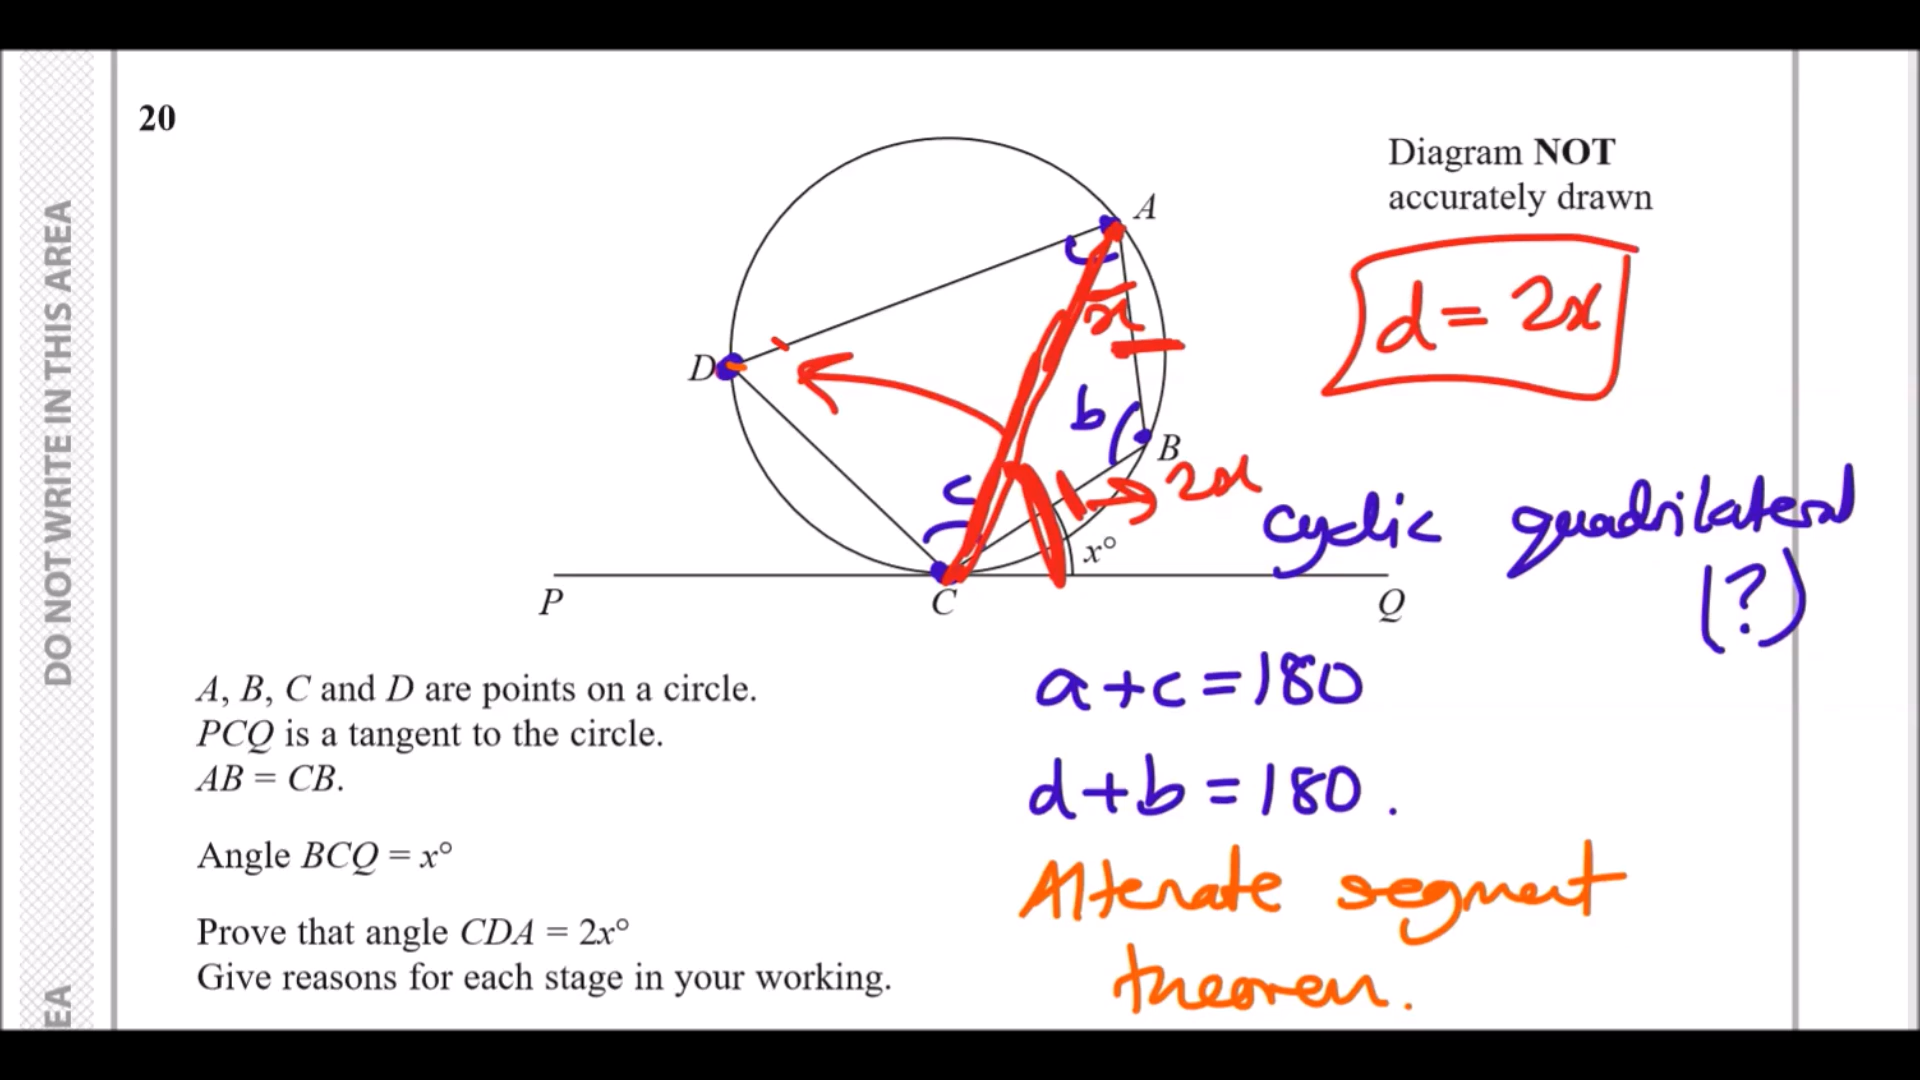 DO NOT WRITE IN THIS AREA
EA
20
Diagram NOT
accurately drawn
A
d = 2x
x
D
b
B
c
2x
x°
cyclic quadrilateral
(?)
P
C
Q
A, B, C and D are points on a circle.
PCQ is a tangent to the circle.
AB = CB.
Angle BCQ = x°
Prove that angle CDA = 2x°
Give reasons for each stage in your working.
a + c = 180
d + b = 180 .
Alternate segment
theorem.